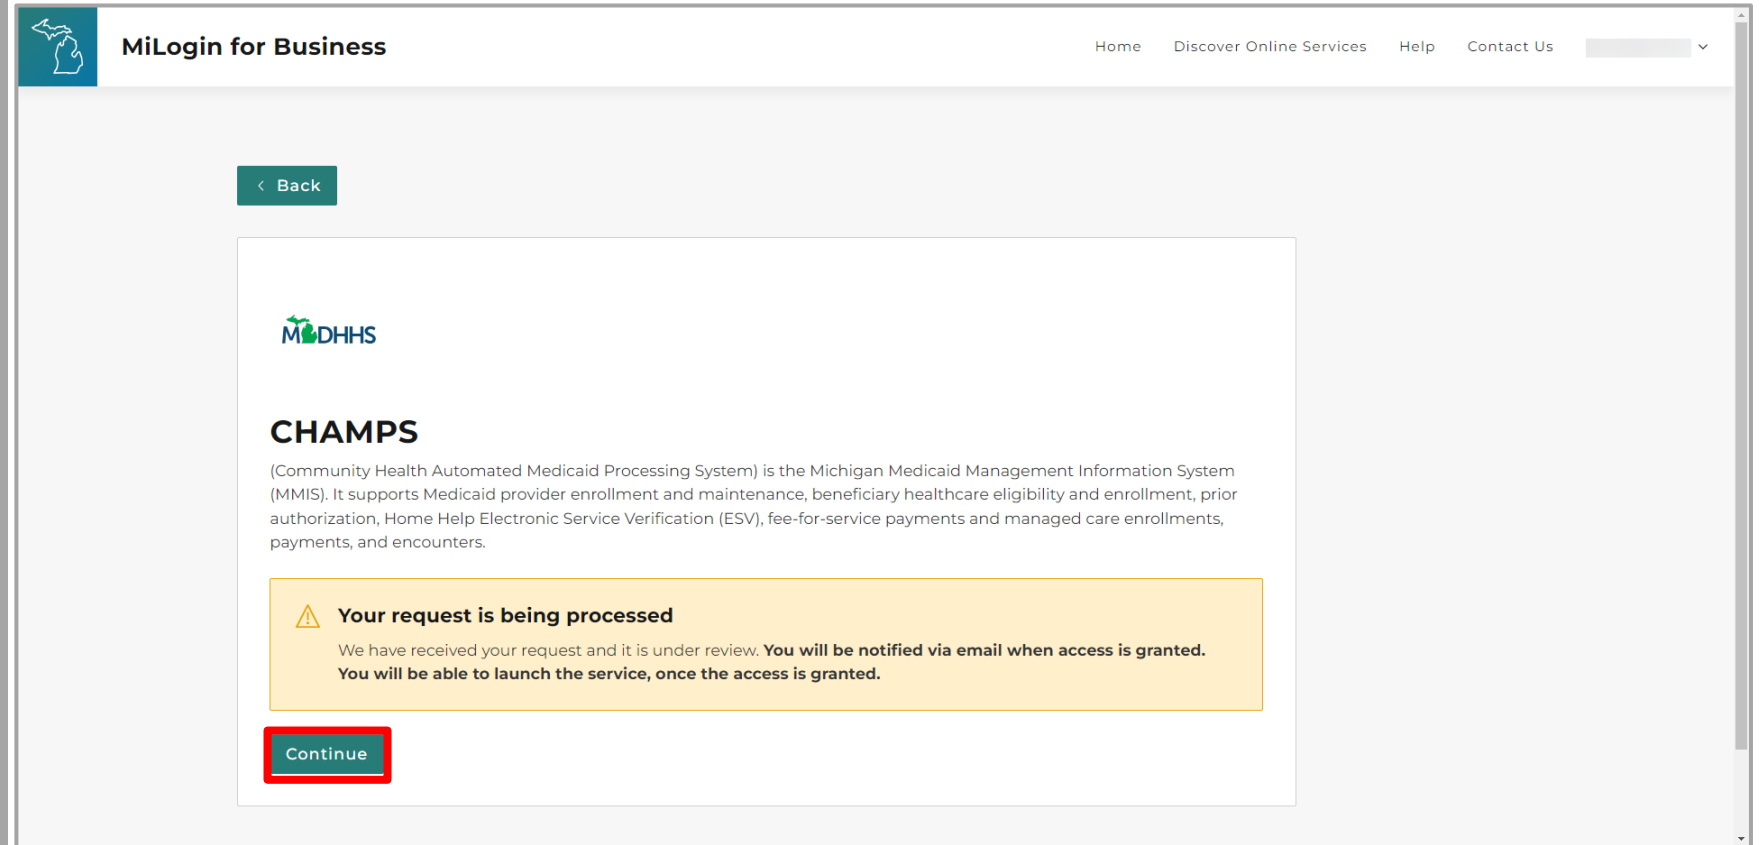 MiLogin for Business
Home Discover Online Services Help Contact Us
Back
MDHHS
CHAMPS
(Community Health Automated Medicaid Processing System) is the Michigan Medicaid Management Information System
(MMIS). It supports Medicaid provider enrollment and maintenance, beneficiary healthcare eligibility and enrollment, prior
authorization, Home Help Electronic Service Verification (ESV), fee-for-service payments and managed care enrollments,
payments, and encounters.
Your request is being processed
We have received your request and it is under review. You will be notified via email when access is granted.
You will be able to launch the service, once the access is granted.
Continue